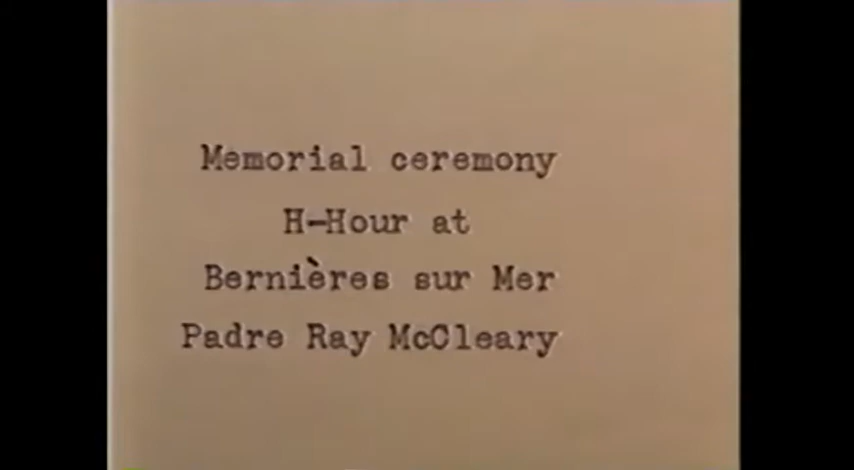 Memorial ceremony
H-Hour at
Bernières sur Mer
Padre Ray McCleary